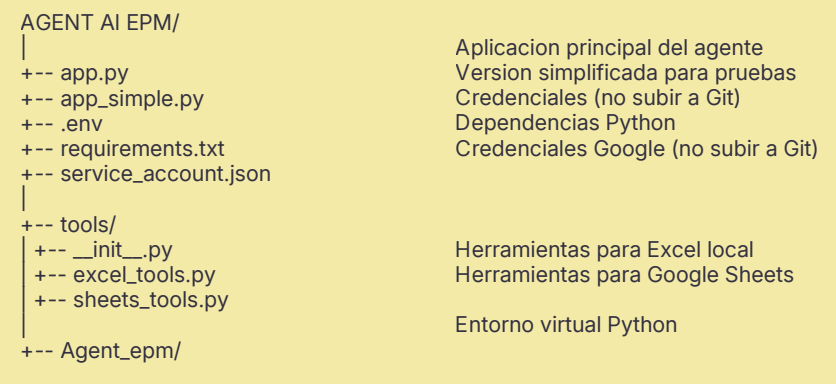 AGENT AI EPM/
|
Aplicacion principal del agente
+-- app.py
Version simplificada para pruebas
+-- app_simple.py
Credenciales (no subir a Git)
+-- .env
Dependencias Python
+-- requirements.txt
Credenciales Google (no subir a Git)
+-- service_account.json
|
+-- tools/
| +-- __init__.py
Herramientas para Excel local
| +-- excel_tools.py
Herramientas para Google Sheets
| +-- sheets_tools.py
|
Entorno virtual Python
+-- Agent_epm/